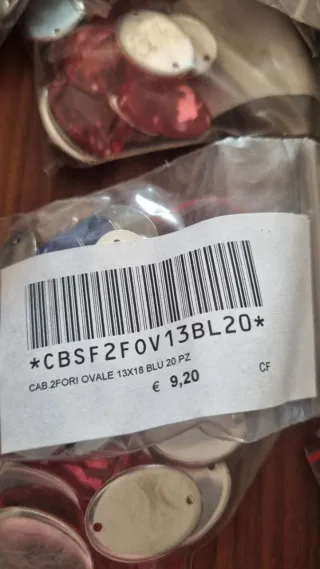 *CBSF2FOV13BL20*
CAB.2FORI OVALE 13X18 BLU 20 PZ
€ 9,20
CF